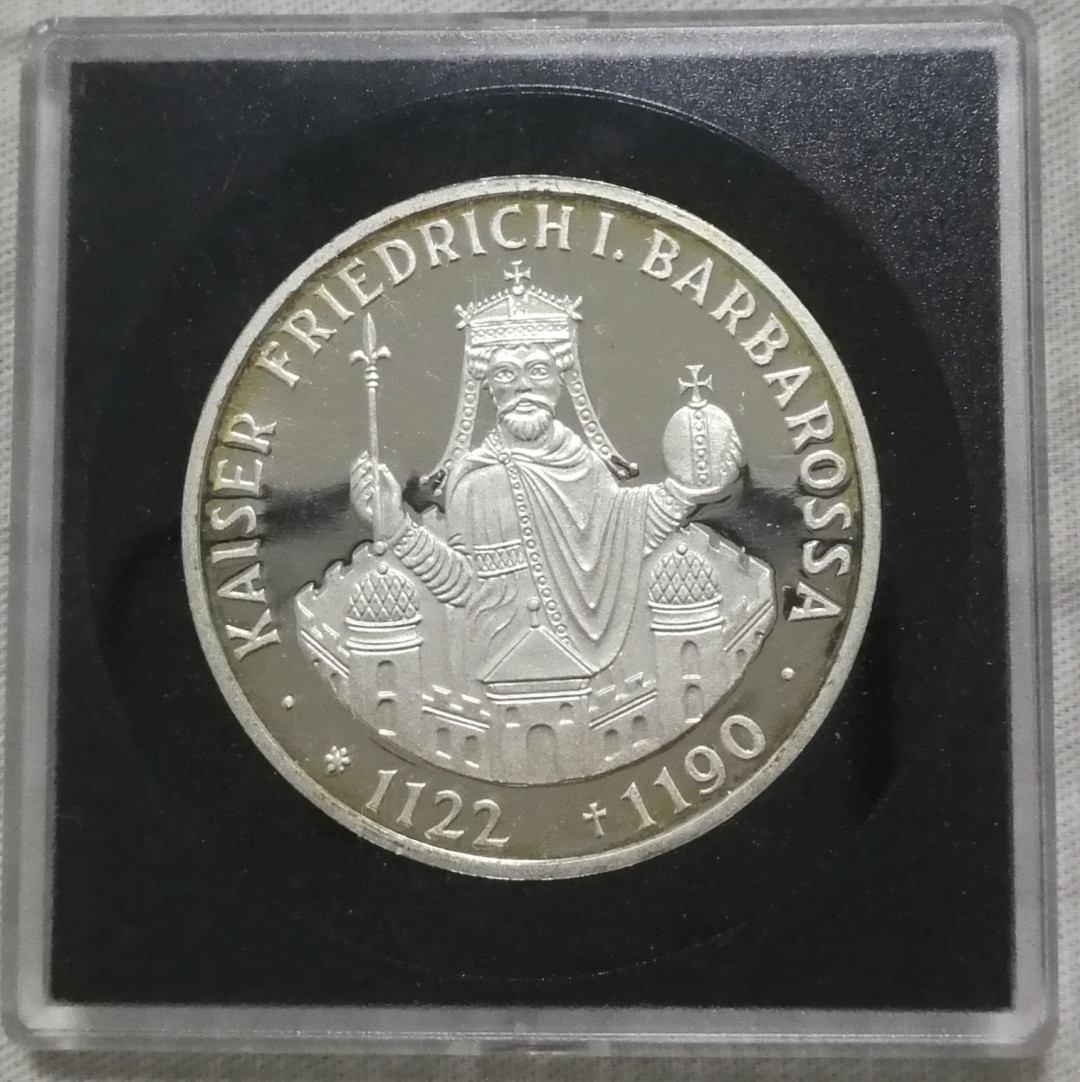 KAISER FRIEDRICH I. BARBAROSSA
* 1122 †1190